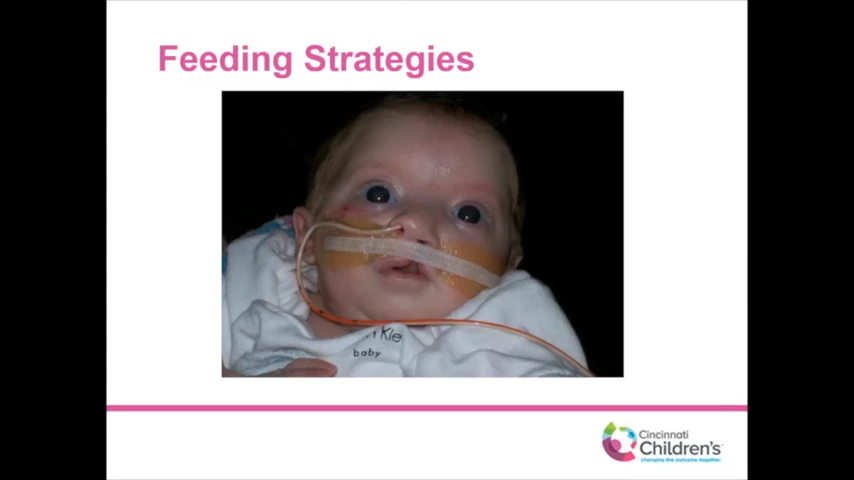 Feeding Strategies
baby
Cincinnati
Children's
changing the outcome together